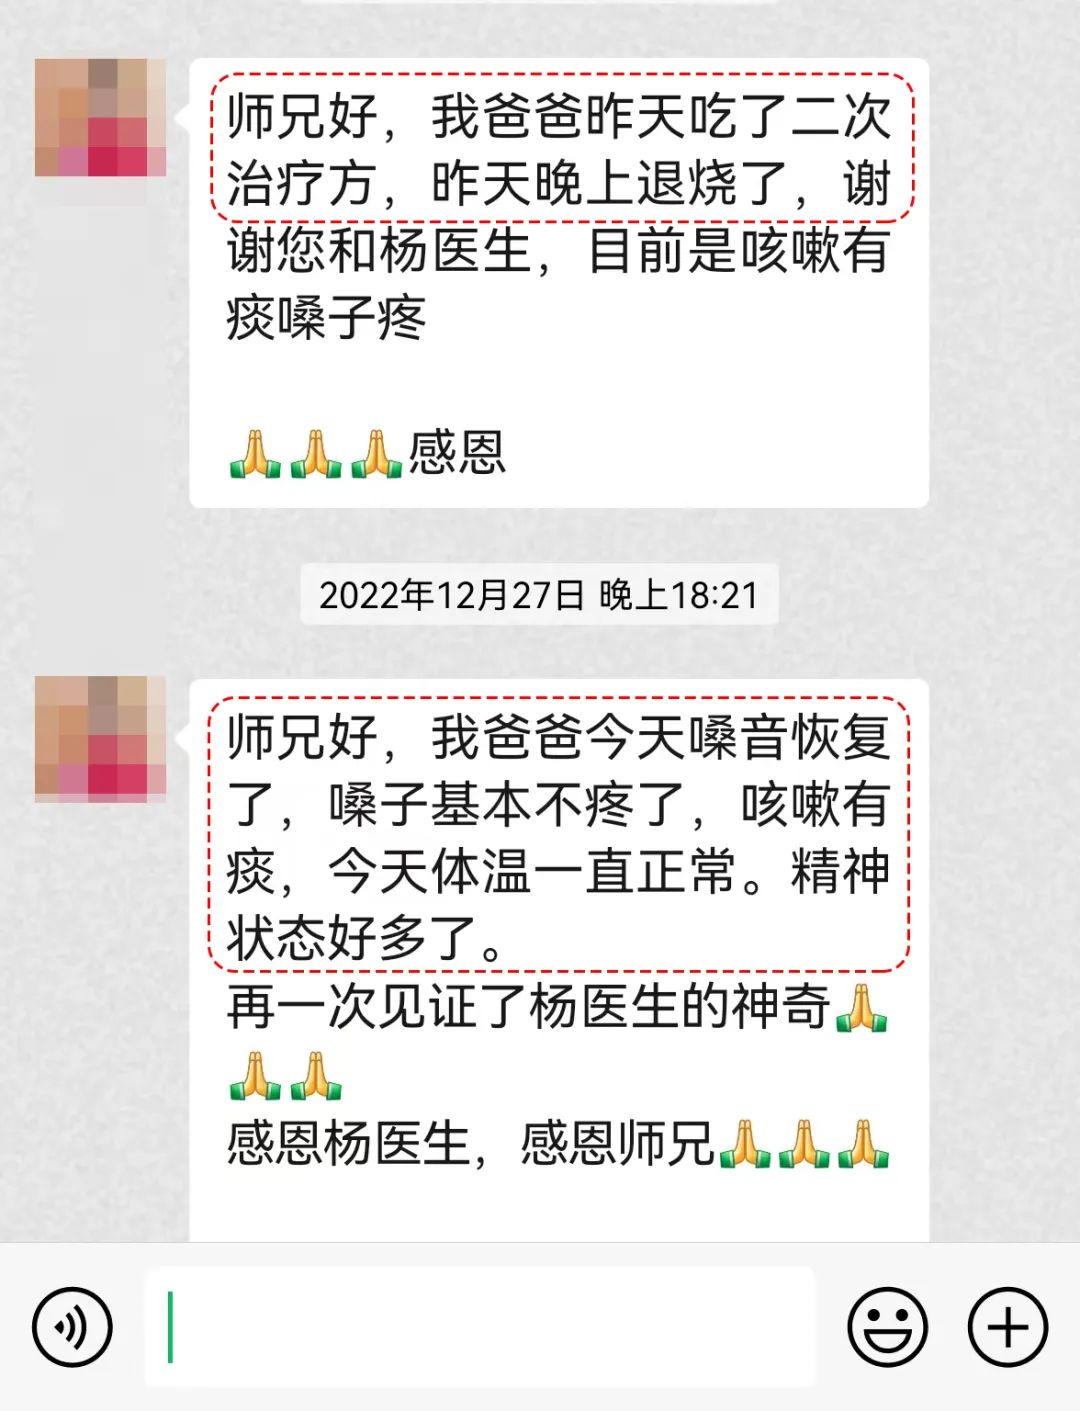 师兄好，我爸爸昨天吃了二次
治疗方，昨天晚上退烧了，谢
谢您和杨医生，目前是咳嗽有
痰嗓子疼
🙏🙏🙏感恩
2022年12月27日 晚上18:21
师兄好，我爸爸今天嗓音恢复
了，嗓子基本不疼了，咳嗽有
痰，今天体温一直正常。精神
状态好多了。
再一次见证了杨医生的神奇🙏
🙏🙏
感恩杨医生，感恩师兄🙏🙏🙏